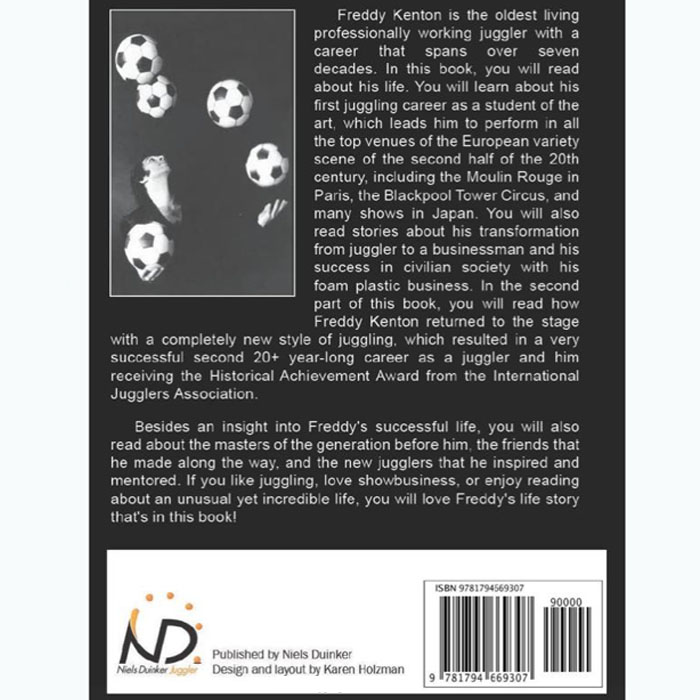 Freddy Kenton is the oldest living
professionally working juggler with a
career that spans over seven
decades. In this book, you will read
about his life. You will learn about his
first juggling career as a student of the
art, which leads him to perform in all
the top venues of the European variety
scene of the second half of the 20th
century, including the Moulin Rouge in
Paris, the Blackpool Tower Circus, and
many shows in Japan. You will also
read stories about his transformation
from juggler to a businessman and his
success in civilian society with his
foam plastic business. In the second
part of this book, you will read how
Freddy Kenton returned to the stage
with a completely new style of juggling, which resulted in a very
successful second 20+ year-long career as a juggler and him
receiving the Historical Achievement Award from the International
Jugglers Association.
Besides an insight into Freddy's successful life, you will also
read about the masters of the generation before him, the friends that
he made along the way, and the new jugglers that he inspired and
mentored. If you like juggling, love showbusiness, or enjoy reading
about an unusual yet incredible life, you will love Freddy's life story
that's in this book!
ND
Niels Duinker Juggler
Published by Niels Duinker
Design and layout by Karen Holzman
ISBN 9781794669307
90000
9 781794 669307